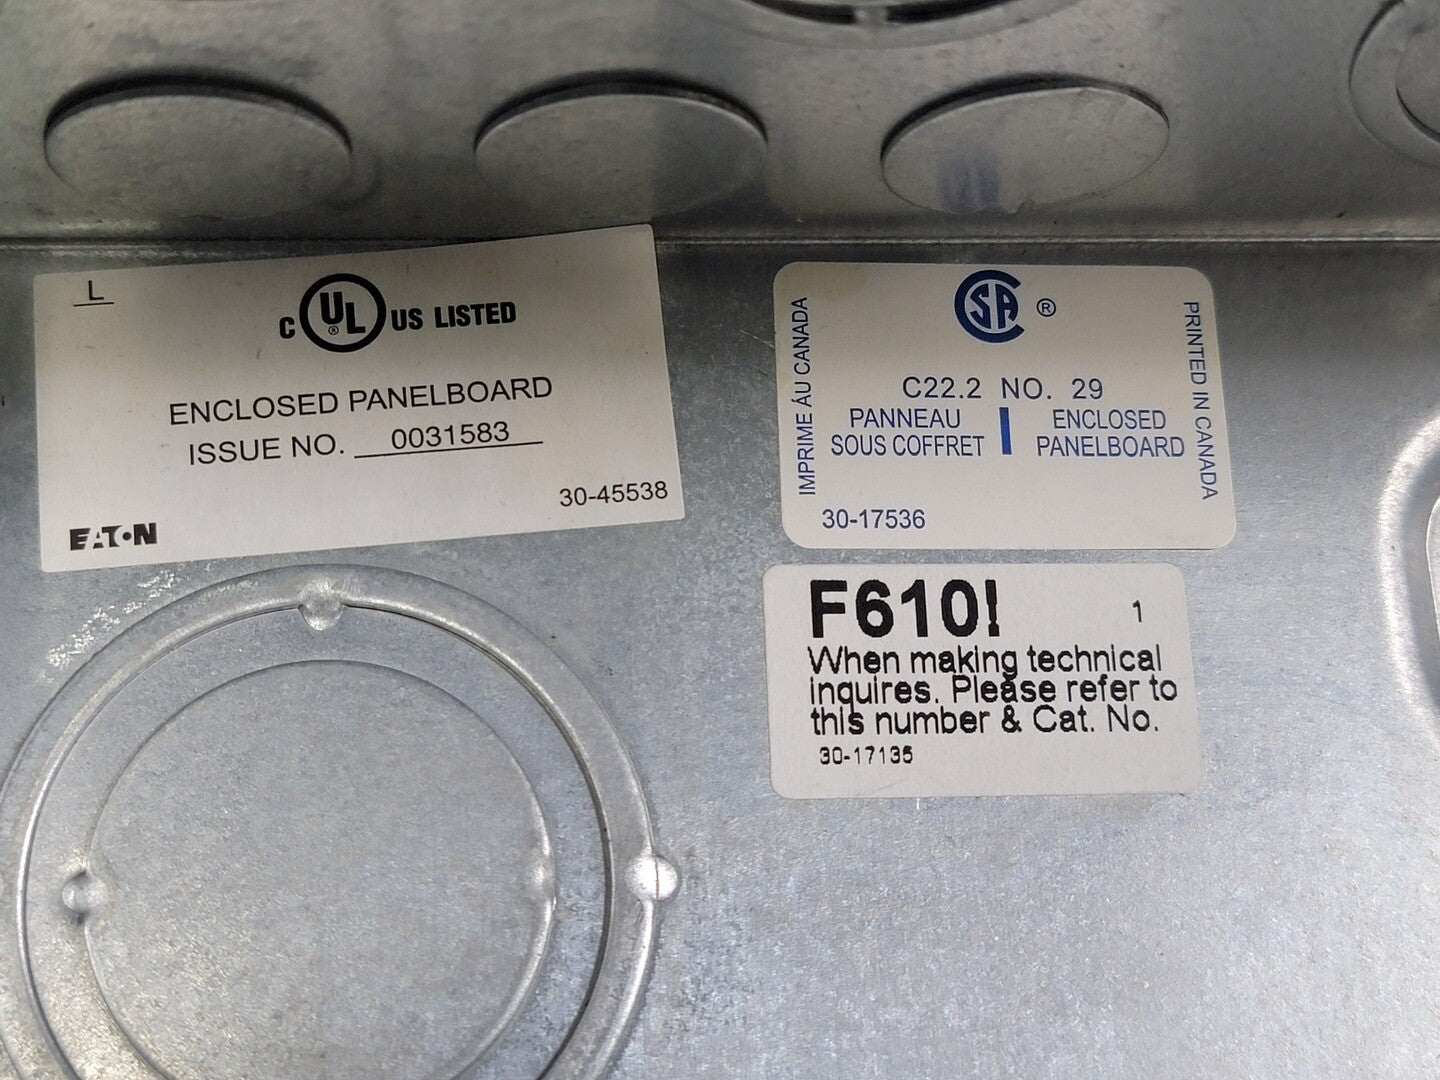 L
C UL ® US LISTED
ENCLOSED PANELBOARD
ISSUE NO. 0031583
30-45538
EATON
SA ®
IMPRIMÉ AU CANADA
PRINTED IN CANADA
C22.2 NO. 29
PANNEAU
SOUS COFFRET
ENCLOSED
PANELBOARD
30-17536
F610! 1
When making technical
inquires. Please refer to
this number & Cat. No.
30-17135